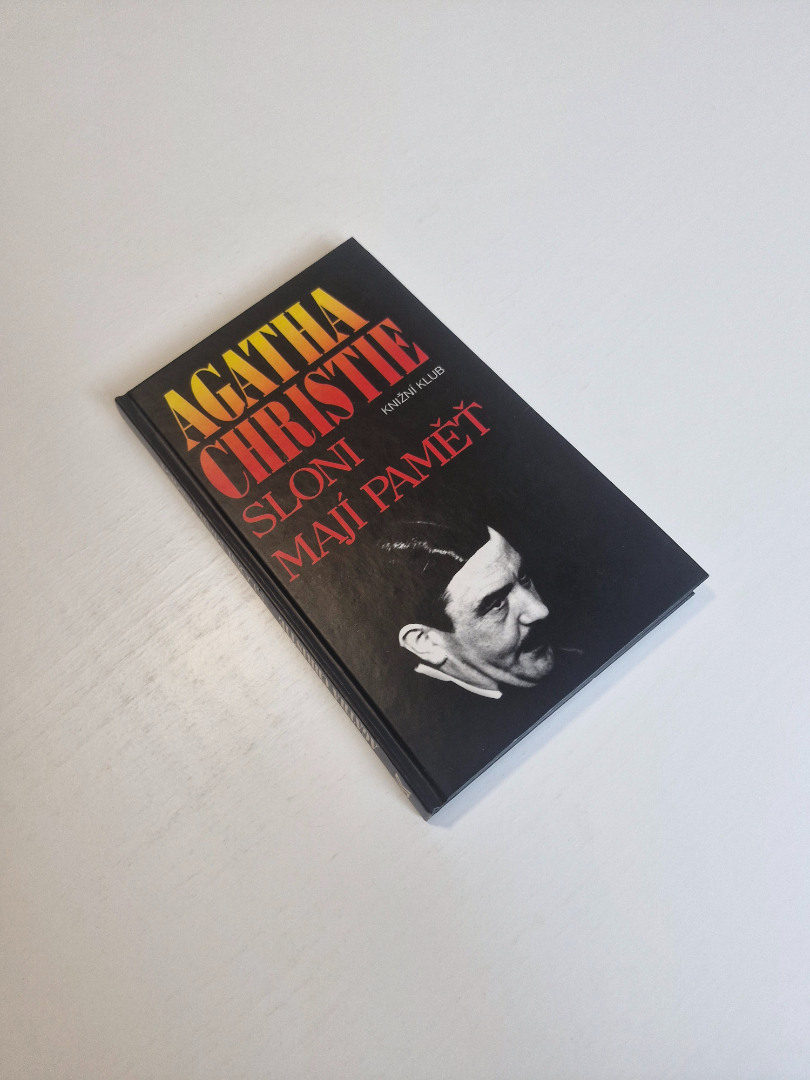 AGATHA
CHRISTIE
KNIŽNÍ KLUB
SLONI
MAJÍ PAMĚŤ